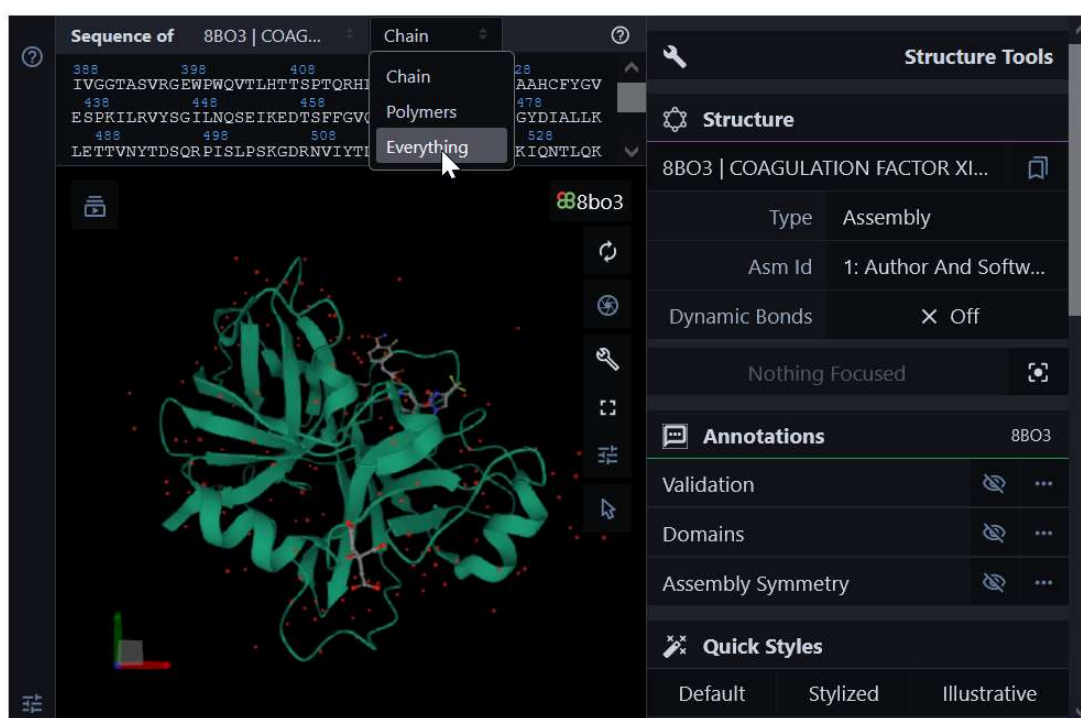 Sequence of 8BO3 | COAG... Chain
388 398 408 28
IVGGTASVRGEWPWQVTLHTTSPTQRHI AAHCFYGV
438 448 458 478
ESPKILRVYSGILNQSEIKEDTSFFGVQ GYDIALLK
488 498 508 528
LETTVNYTDSQRPISLPSKGDRNVIYTD KIQNTLQK
Chain
Polymers
Everything
8bo3
Structure Tools
Structure
8BO3 | COAGULATION FACTOR XI...
Type Assembly
Asm Id 1: Author And Softw...
Dynamic Bonds × Off
Nothing Focused
Annotations 8BO3
Validation
Domains
Assembly Symmetry
Quick Styles
Default Stylized Illustrative